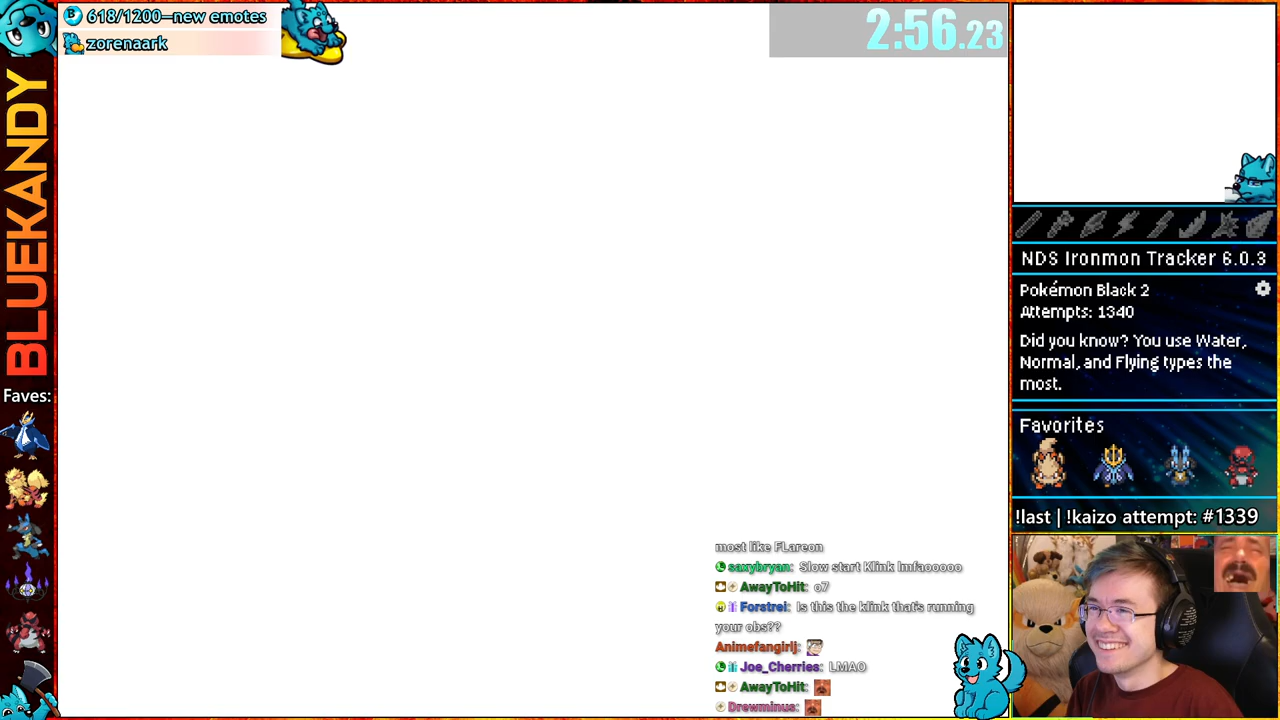 618/1200–new emotes
zorenaark
2:56.23
BLUEKANDY
Faves:
NDS Ironmon Tracker 6.0.3
Pokémon Black 2
Attempts: 1340
Did you know? You use Water,
Normal, and Flying types the
most.
Favorites
!last | !kaizo attempt: #1339
most like FLareon
saxybryan: Slow start Klink lmfaooooo
AwayToHit: o7
Forstrei: Is this the klink that's running
your obs??
Animefangirlj:
Joe_Cherries: LMAO
AwayToHit:
Drewminus: